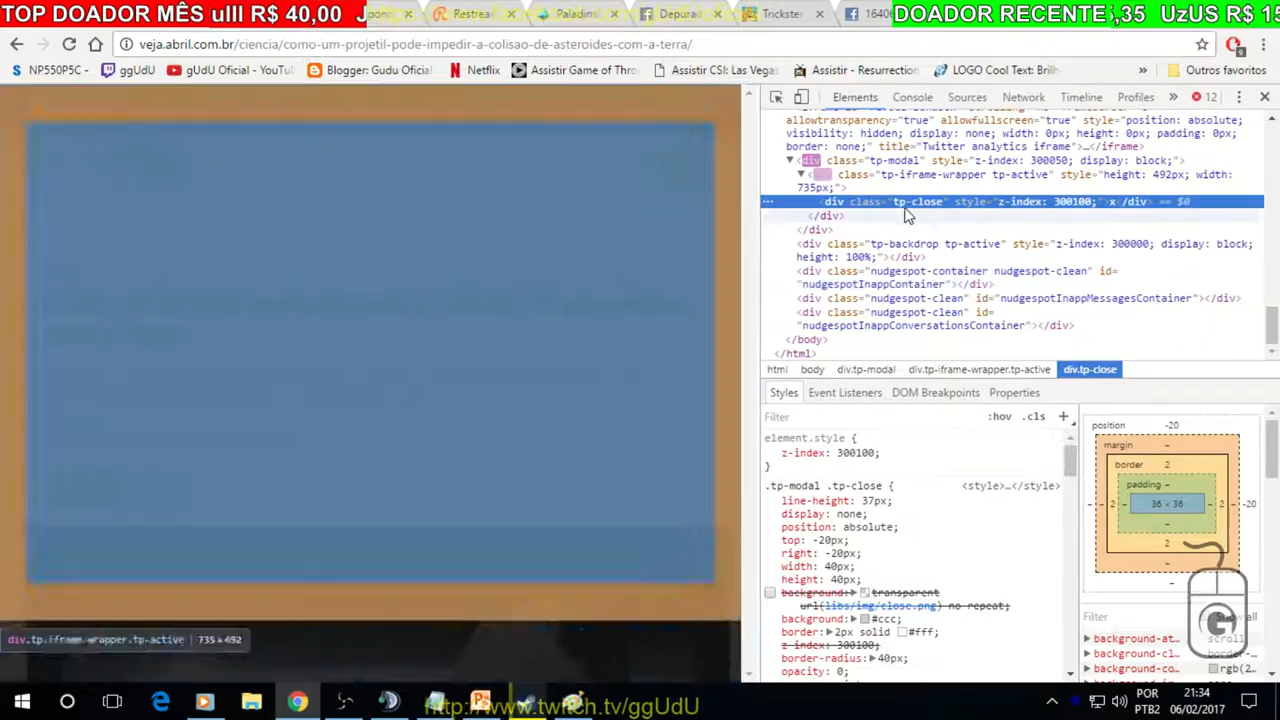 TOP DOADOR MÊS ulll R$ 40,00 J
DOADOR RECENTE 5,35 UzUS R$ 15
Restrea
Paladins
Depurad
Trickster
16406
veja.abril.com.br/ciencia/como-um-projetil-pode-impedir-a-colisao-de-asteroides-com-a-terra/
NP550P5C
ggUdU
gUdU Oficial - YouTu
Blogger: Gudu Oficial
Netflix
Assistir Game of Thro
Assistir CSI: Las Vegas
Assistir - Resurrection
LOGO Cool Text: Brilh
»
Outros favoritos
Elements
Console
Sources
Network
Timeline
Profiles
»
12
allowtransparency="true" allowfullscreen="true" style="position: absolute;
visibility: hidden; display: none; width: 0px; height: 0px; padding: 0px;
border: none;" title="Twitter analytics iframe">…</iframe>
<div class="tp-modal" style="z-index: 300050; display: block;">
class="tp-iframe-wrapper tp-active" style="height: 492px; width:
735px;">
… <div class="tp-close" style="z-index: 300100;">x</div> == $0
</div>
</div>
<div class="tp-backdrop tp-active" style="z-index: 300000; display: block;
height: 100%;"></div>
<div class="nudgespot-container nudgespot-clean" id=
"nudgespotInappContainer"></div>
<div class="nudgespot-clean" id="nudgespotInappMessagesContainer"></div>
<div class="nudgespot-clean" id=
"nudgespotInappConversationsContainer"></div>
</body>
</html>
html body div.tp-modal div.tp-iframe-wrapper.tp-active div.tp-close
Styles Event Listeners DOM Breakpoints Properties
Filter :hov .cls +
element.style {
z-index: 300100;
}
.tp-modal .tp-close { <style>…</style>
line-height: 37px;
display: none;
position: absolute;
top: -20px;
right: -20px;
width: 40px;
height: 40px;
background: transparent
url(libs/img/close.png) no repeat;
background: #ccc;
border: 2px solid #fff;
z-index: 300100;
border-radius: 40px;
opacity: 0;
position -20
margin -
border 2
padding -
-20 - 2 - 36 × 36 - 2 - -20
-
2
-
-
Filter Show all
background-at… scroll
background-cl… border-
background-co… rgb(2
G
div.tp-iframe-wrapper.tp-active 735 × 492
http://www.twitch.tv/ggUdU
POR
PTB2
21:34
06/02/2017